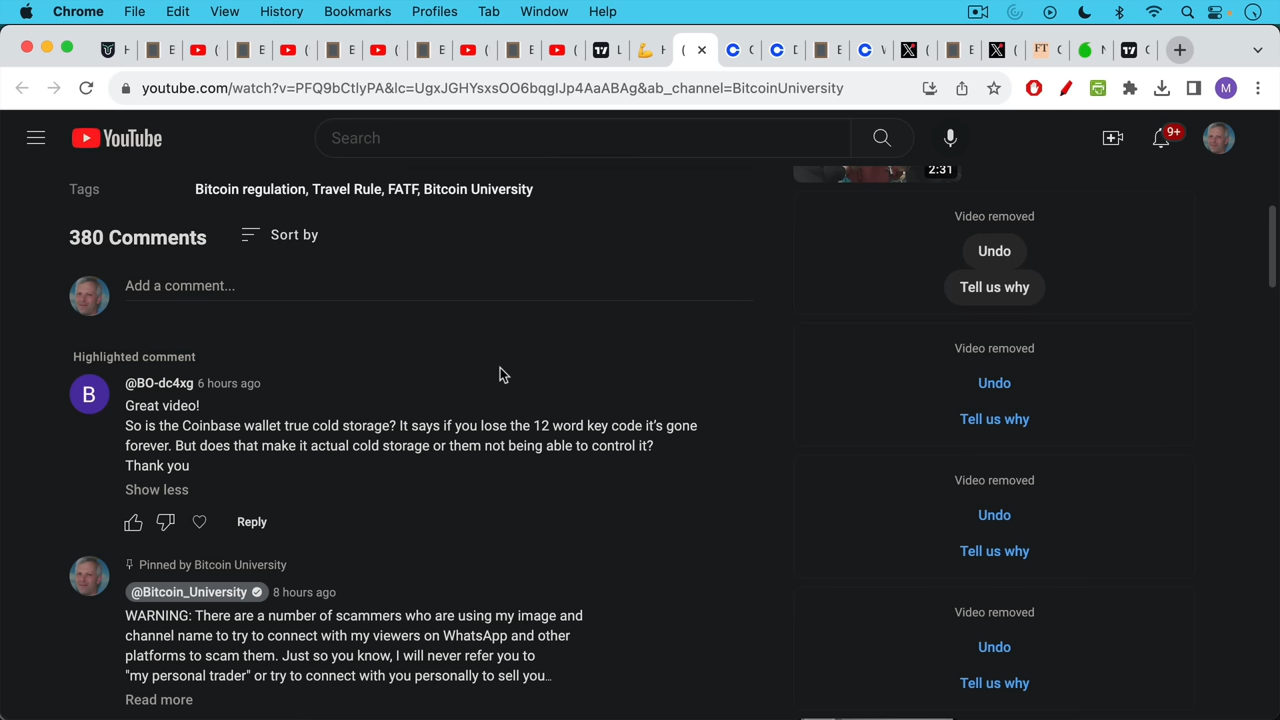 Chrome File Edit View History Bookmarks Profiles Tab Window Help
youtube.com/watch?v=PFQ9bCtlyPA&lc=UgxJGHYsxsOO6bqgIJp4AaABAg&ab_channel=BitcoinUniversity
M
YouTube
Search
9+
2:31
Tags Bitcoin regulation, Travel Rule, FATF, Bitcoin University
380 Comments Sort by
Add a comment...
Highlighted comment
B
@BO-dc4xg 6 hours ago
Great video!
So is the Coinbase wallet true cold storage? It says if you lose the 12 word key code it's gone
forever. But does that make it actual cold storage or them not being able to control it?
Thank you
Show less
Reply
Pinned by Bitcoin University
@Bitcoin_University 8 hours ago
WARNING: There are a number of scammers who are using my image and
channel name to try to connect with my viewers on WhatsApp and other
platforms to scam them. Just so you know, I will never refer you to
"my personal trader" or try to connect with you personally to sell you...
Read more
Video removed
Undo
Tell us why
Video removed
Undo
Tell us why
Video removed
Undo
Tell us why
Video removed
Undo
Tell us why